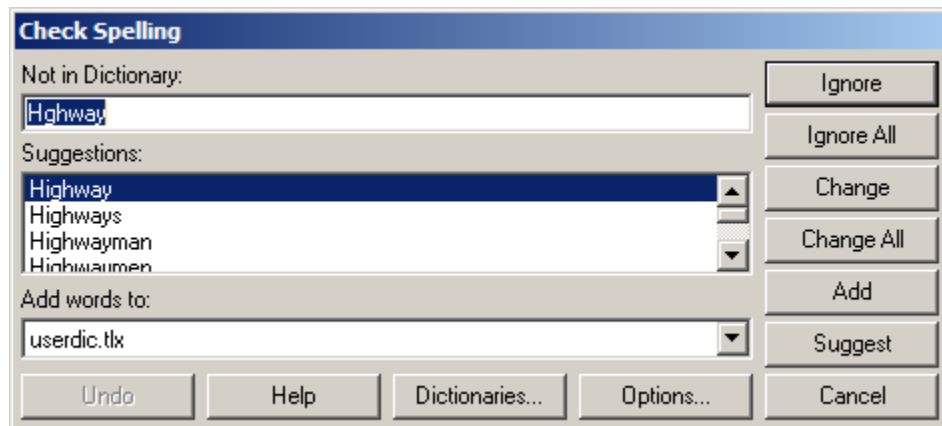 Check Spelling
Not in Dictionary:
Hghway
Suggestions:
Highway
Highways
Highwayman
Highwaymen
Add words to:
userdic.tlx
Ignore
Ignore All
Change
Change All
Add
Suggest
Undo
Help
Dictionaries...
Options...
Cancel